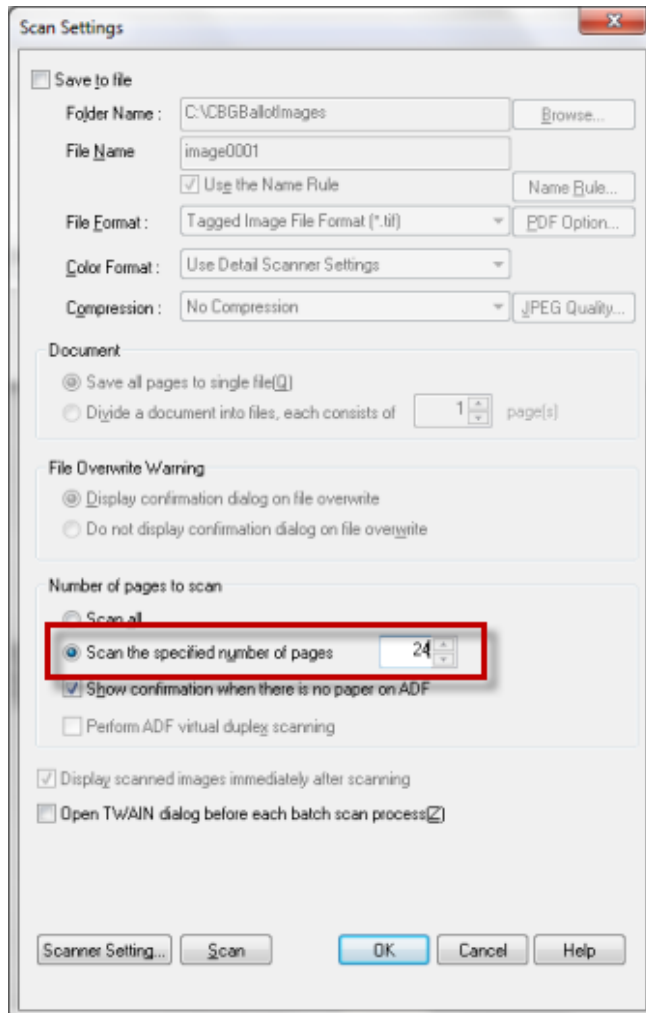 Scan Settings
Save to file
Folder Name : C:\CBGBallotImages Browse...
File Name image0001
Use the Name Rule Name Rule...
File Format : Tagged Image File Format (*.tif) PDF Option...
Color Format : Use Detail Scanner Settings
Compression : No Compression JPEG Quality...
Document
Save all pages to single file(Q)
Divide a document into files, each consists of 1 page(s)
File Overwrite Warning
Display confirmation dialog on file overwrite
Do not display confirmation dialog on file overwrite
Number of pages to scan
Scan all
Scan the specified number of pages 24
Show confirmation when there is no paper on ADF
Perform ADF virtual duplex scanning
Display scanned images immediately after scanning
Open TWAIN dialog before each batch scan process(Z)
Scanner Setting... Scan OK Cancel Help